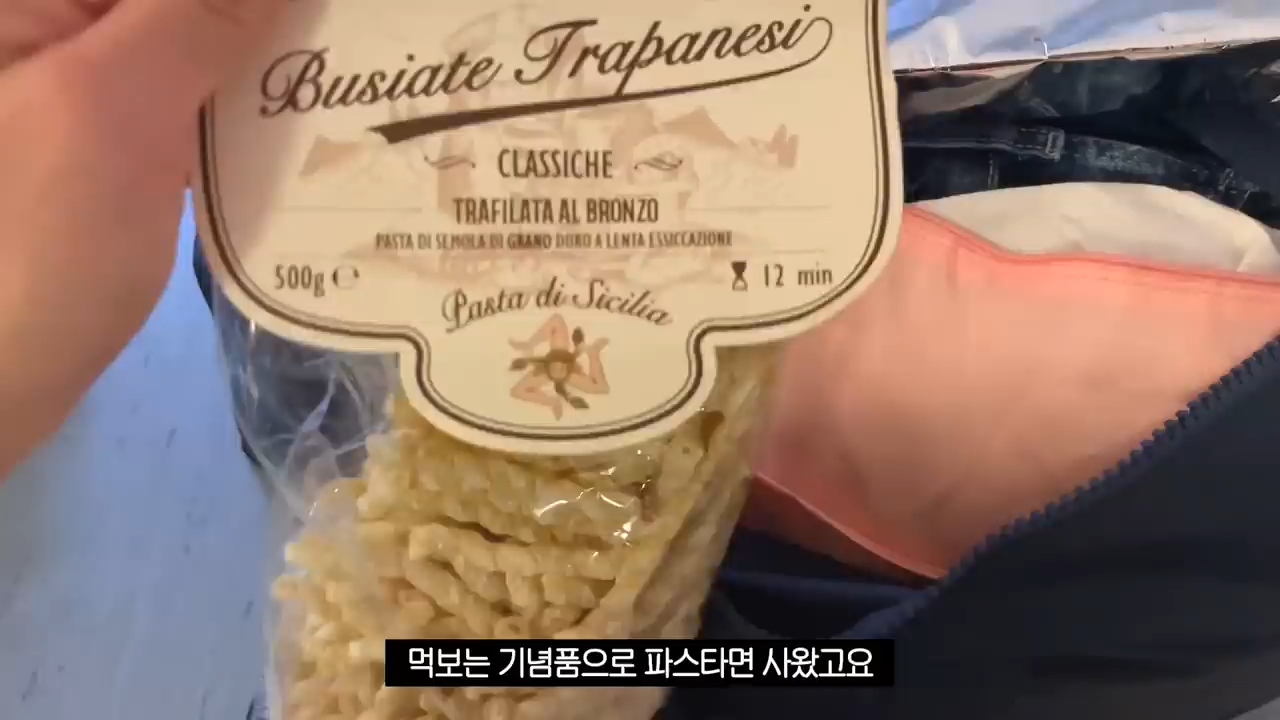 Busiate Trapanesi
CLASSICHE
TRAFILATA AL BRONZO
PASTA DI SEMOLA DI GRANO DURO A LENTA ESSICCAZIONE
500g ℮
12 min
Pasta di Sicilia
먹보는 기념품으로 파스타면 사왔고요